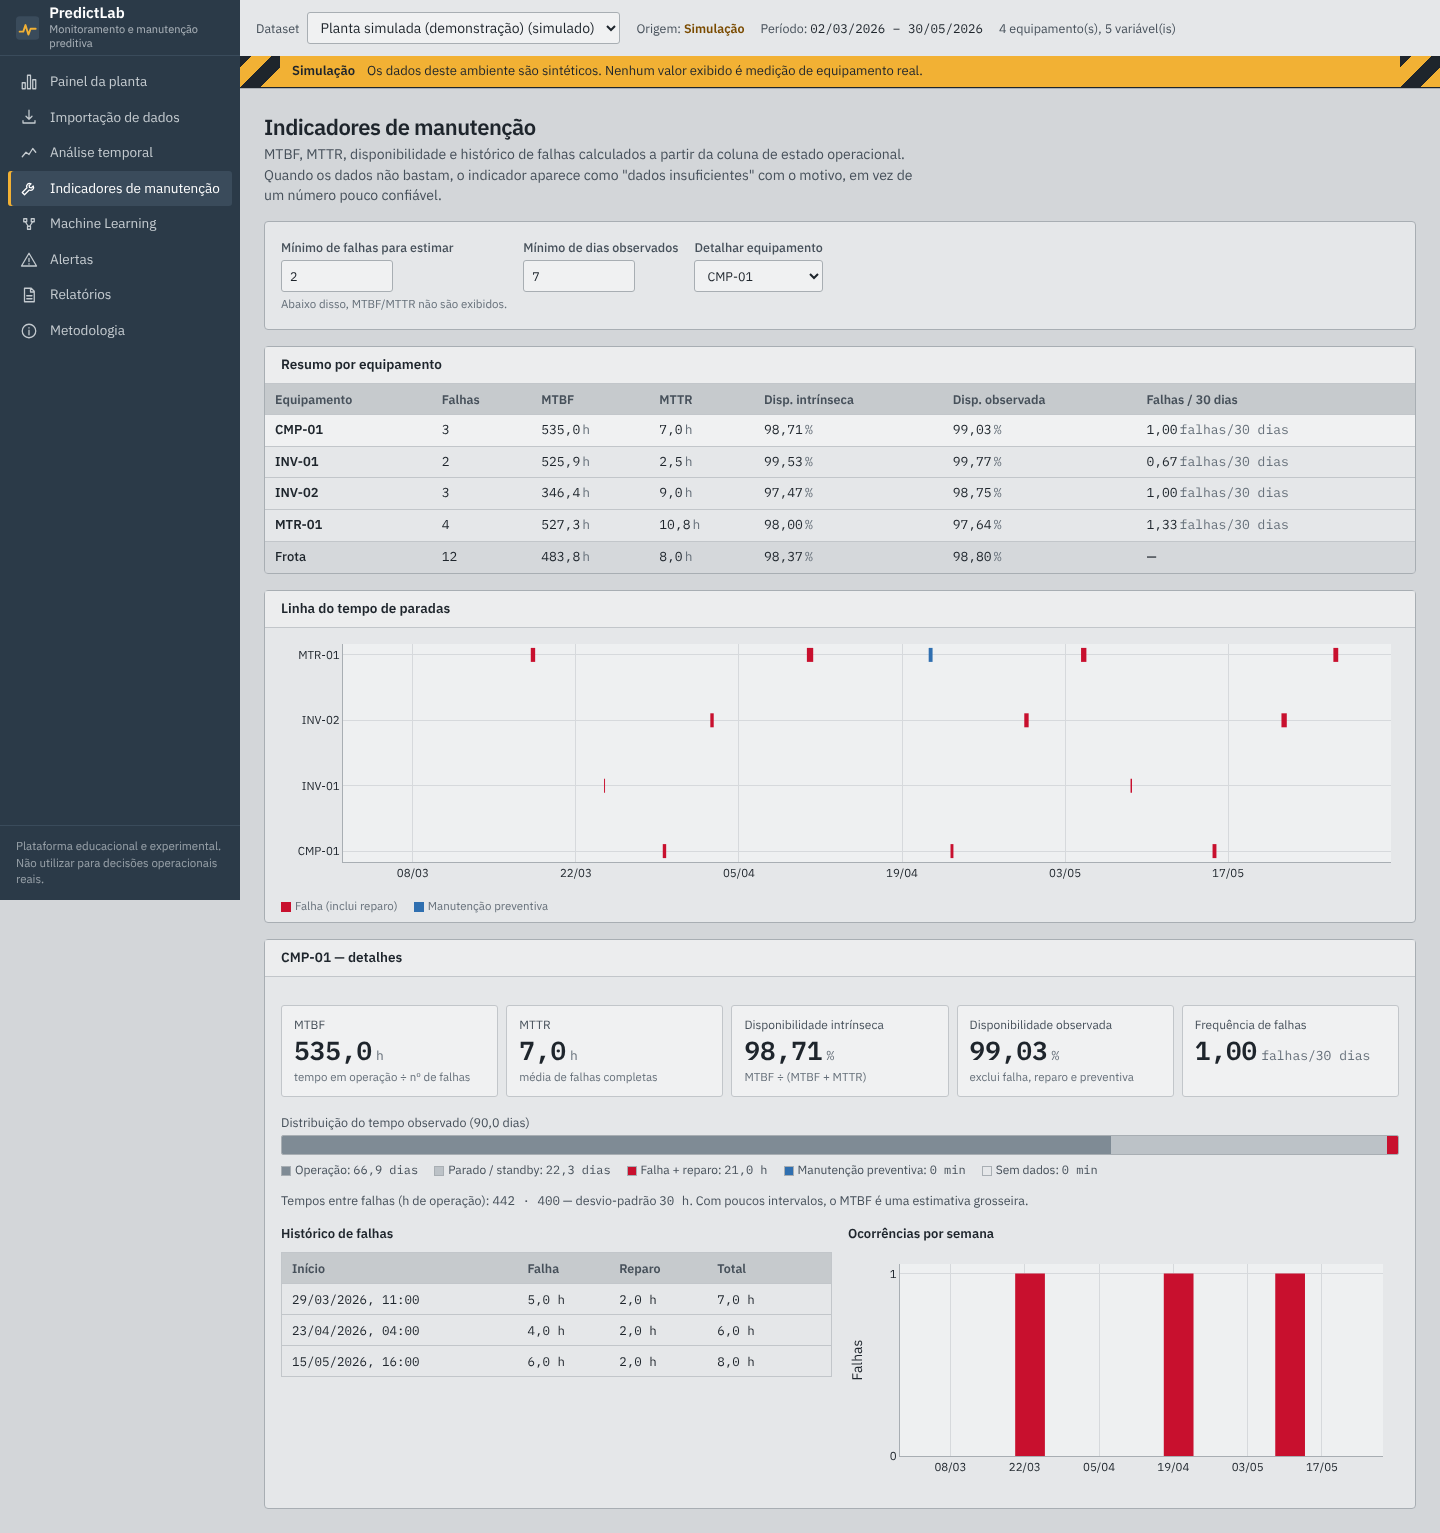 PredictLab
Monitoramento e manutenção
preditiva
Dataset
Planta simulada (demonstração) (simulado)
Origem: Simulação
Período: 02/03/2026 – 30/05/2026
4 equipamento(s), 5 variável(is)
Painel da planta
Importação de dados
Análise temporal
Indicadores de manutenção
Machine Learning
Alertas
Relatórios
Metodologia
Plataforma educacional e experimental.
Não utilizar para decisões operacionais
reais.
Simulação Os dados deste ambiente são sintéticos. Nenhum valor exibido é medição de equipamento real.
Indicadores de manutenção
MTBF, MTTR, disponibilidade e histórico de falhas calculados a partir da coluna de estado operacional.
Quando os dados não bastam, o indicador aparece como "dados insuficientes" com o motivo, em vez de
um número pouco confiável.
Mínimo de falhas para estimar
2
Abaixo disso, MTBF/MTTR não são exibidos.
Mínimo de dias observados
7
Detalhar equipamento
CMP-01
Resumo por equipamento
Equipamento Falhas MTBF MTTR Disp. intrínseca Disp. observada Falhas / 30 dias
CMP-01 3 535,0 h 7,0 h 98,71 % 99,03 % 1,00 falhas/30 dias
INV-01 2 525,9 h 2,5 h 99,53 % 99,77 % 0,67 falhas/30 dias
INV-02 3 346,4 h 9,0 h 97,47 % 98,75 % 1,00 falhas/30 dias
MTR-01 4 527,3 h 10,8 h 98,00 % 97,64 % 1,33 falhas/30 dias
Frota 12 483,8 h 8,0 h 98,37 % 98,80 % —
Linha do tempo de paradas
MTR-01
INV-02
INV-01
CMP-01
08/03 22/03 05/04 19/04 03/05 17/05
Falha (inclui reparo) Manutenção preventiva
CMP-01 — detalhes
MTBF
535,0 h
tempo em operação ÷ nº de falhas
MTTR
7,0 h
média de falhas completas
Disponibilidade intrínseca
98,71 %
MTBF ÷ (MTBF + MTTR)
Disponibilidade observada
99,03 %
exclui falha, reparo e preventiva
Frequência de falhas
1,00 falhas/30 dias
Distribuição do tempo observado (90,0 dias)
Operação: 66,9 dias Parado / standby: 22,3 dias Falha + reparo: 21,0 h Manutenção preventiva: 0 min Sem dados: 0 min
Tempos entre falhas (h de operação): 442 · 400 — desvio-padrão 30 h. Com poucos intervalos, o MTBF é uma estimativa grosseira.
Histórico de falhas
Início Falha Reparo Total
29/03/2026, 11:00 5,0 h 2,0 h 7,0 h
23/04/2026, 04:00 4,0 h 2,0 h 6,0 h
15/05/2026, 16:00 6,0 h 2,0 h 8,0 h
Ocorrências por semana
1
Falhas
0
08/03 22/03 05/04 19/04 03/05 17/05